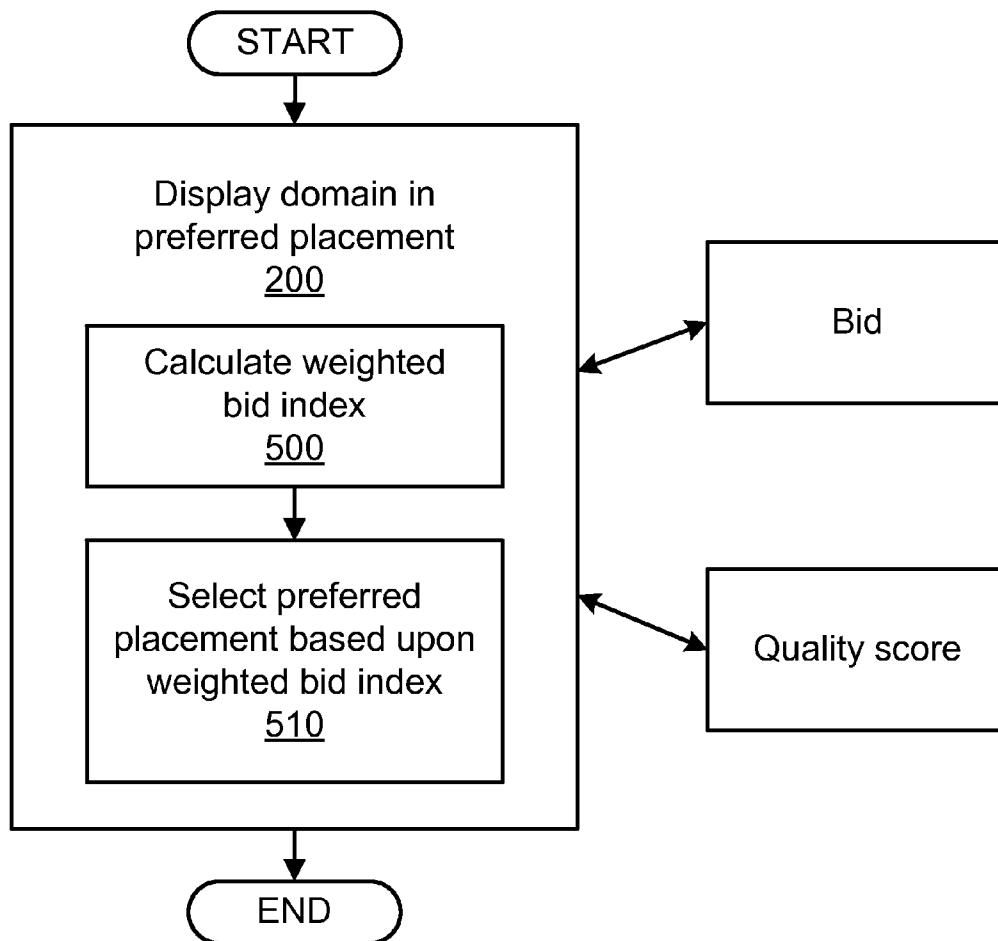 START
Display domain in
preferred placement
200
Calculate weighted
bid index
500
Select preferred
placement based upon
weighted bid index
510
Bid
Quality score
END